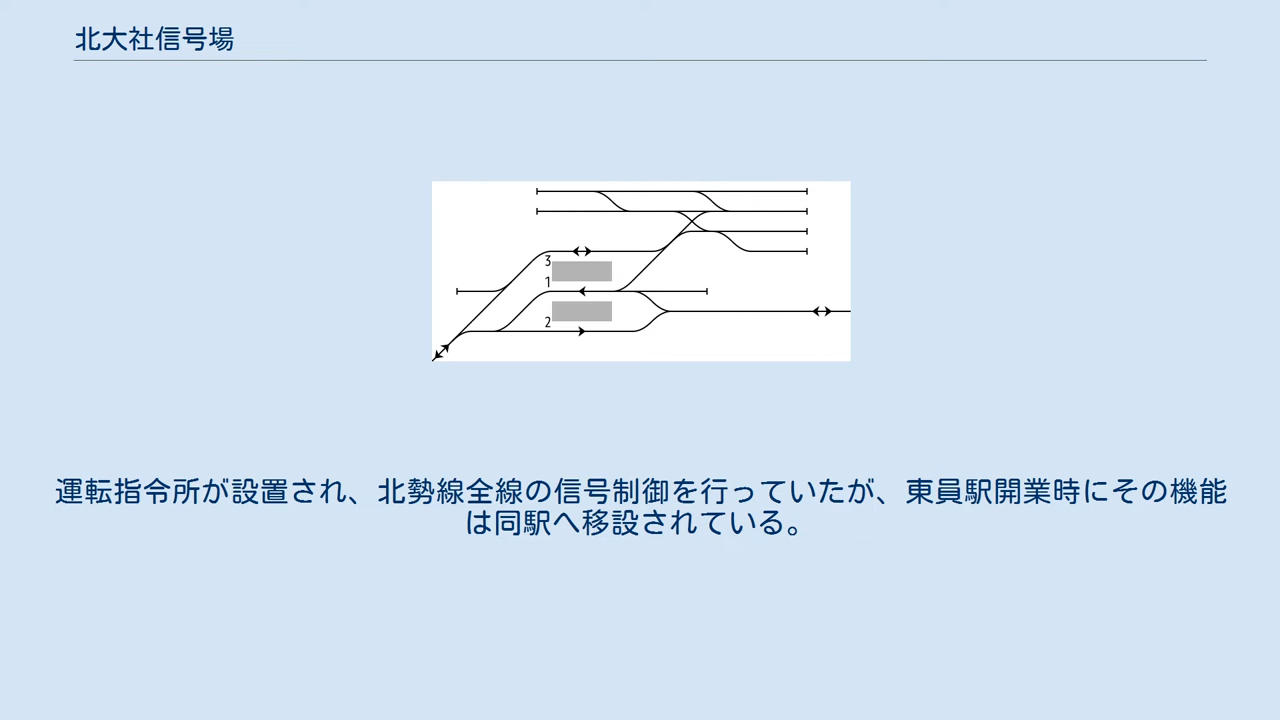 北大社信号場
3
1
2
運転指令所が設置され、北勢線全線の信号制御を行っていたが、東員駅開業時にその機能
は同駅へ移設されている。